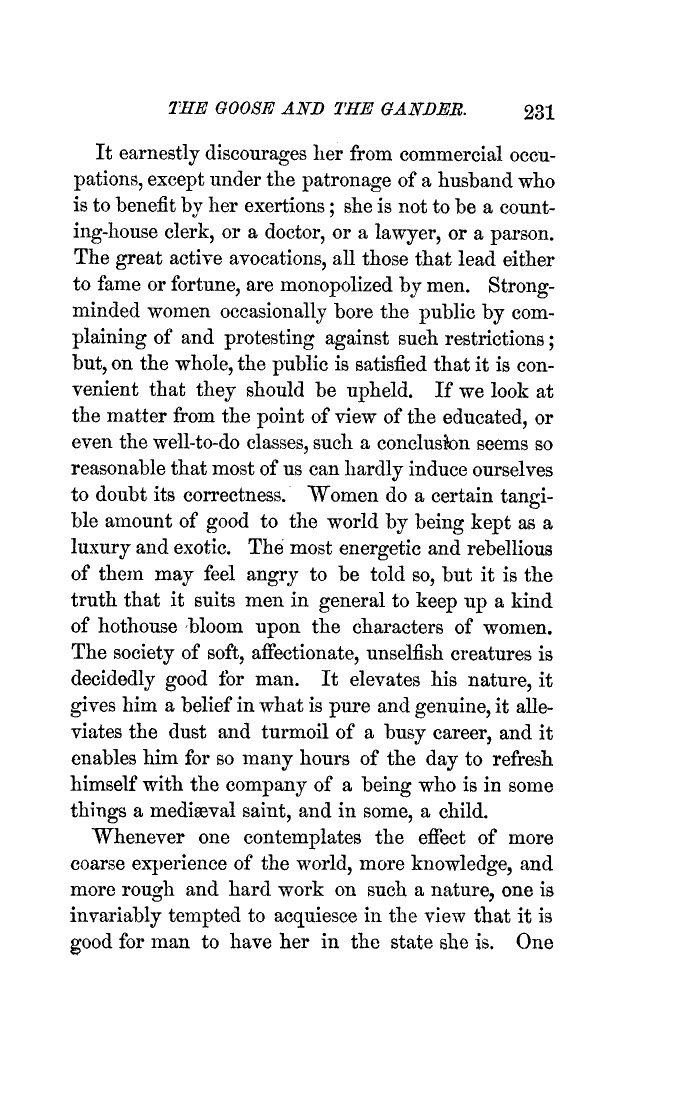 THE GOOSE AND THE GANDER. 231
It earnestly discourages her from commercial occu-
pations, except under the patronage of a husband who
is to benefit by her exertions; she is not to be a count-
ing-house clerk, or a doctor, or a lawyer, or a parson.
The great active avocations, all those that lead either
to fame or fortune, are monopolized by men. Strong-
minded women occasionally bore the public by com-
plaining of and protesting against such restrictions;
but, on the whole, the public is satisfied that it is con-
venient that they should be upheld. If we look at
the matter from the point of view of the educated, or
even the well-to-do classes, such a conclusion seems so
reasonable that most of us can hardly induce ourselves
to doubt its correctness. Women do a certain tangi-
ble amount of good to the world by being kept as a
luxury and exotic. The most energetic and rebellious
of them may feel angry to be told so, but it is the
truth that it suits men in general to keep up a kind
of hothouse bloom upon the characters of women.
The society of soft, affectionate, unselfish creatures is
decidedly good for man. It elevates his nature, it
gives him a belief in what is pure and genuine, it alle-
viates the dust and turmoil of a busy career, and it
enables him for so many hours of the day to refresh
himself with the company of a being who is in some
things a mediæval saint, and in some, a child.
Whenever one contemplates the effect of more
coarse experience of the world, more knowledge, and
more rough and hard work on such a nature, one is
invariably tempted to acquiesce in the view that it is
good for man to have her in the state she is. One